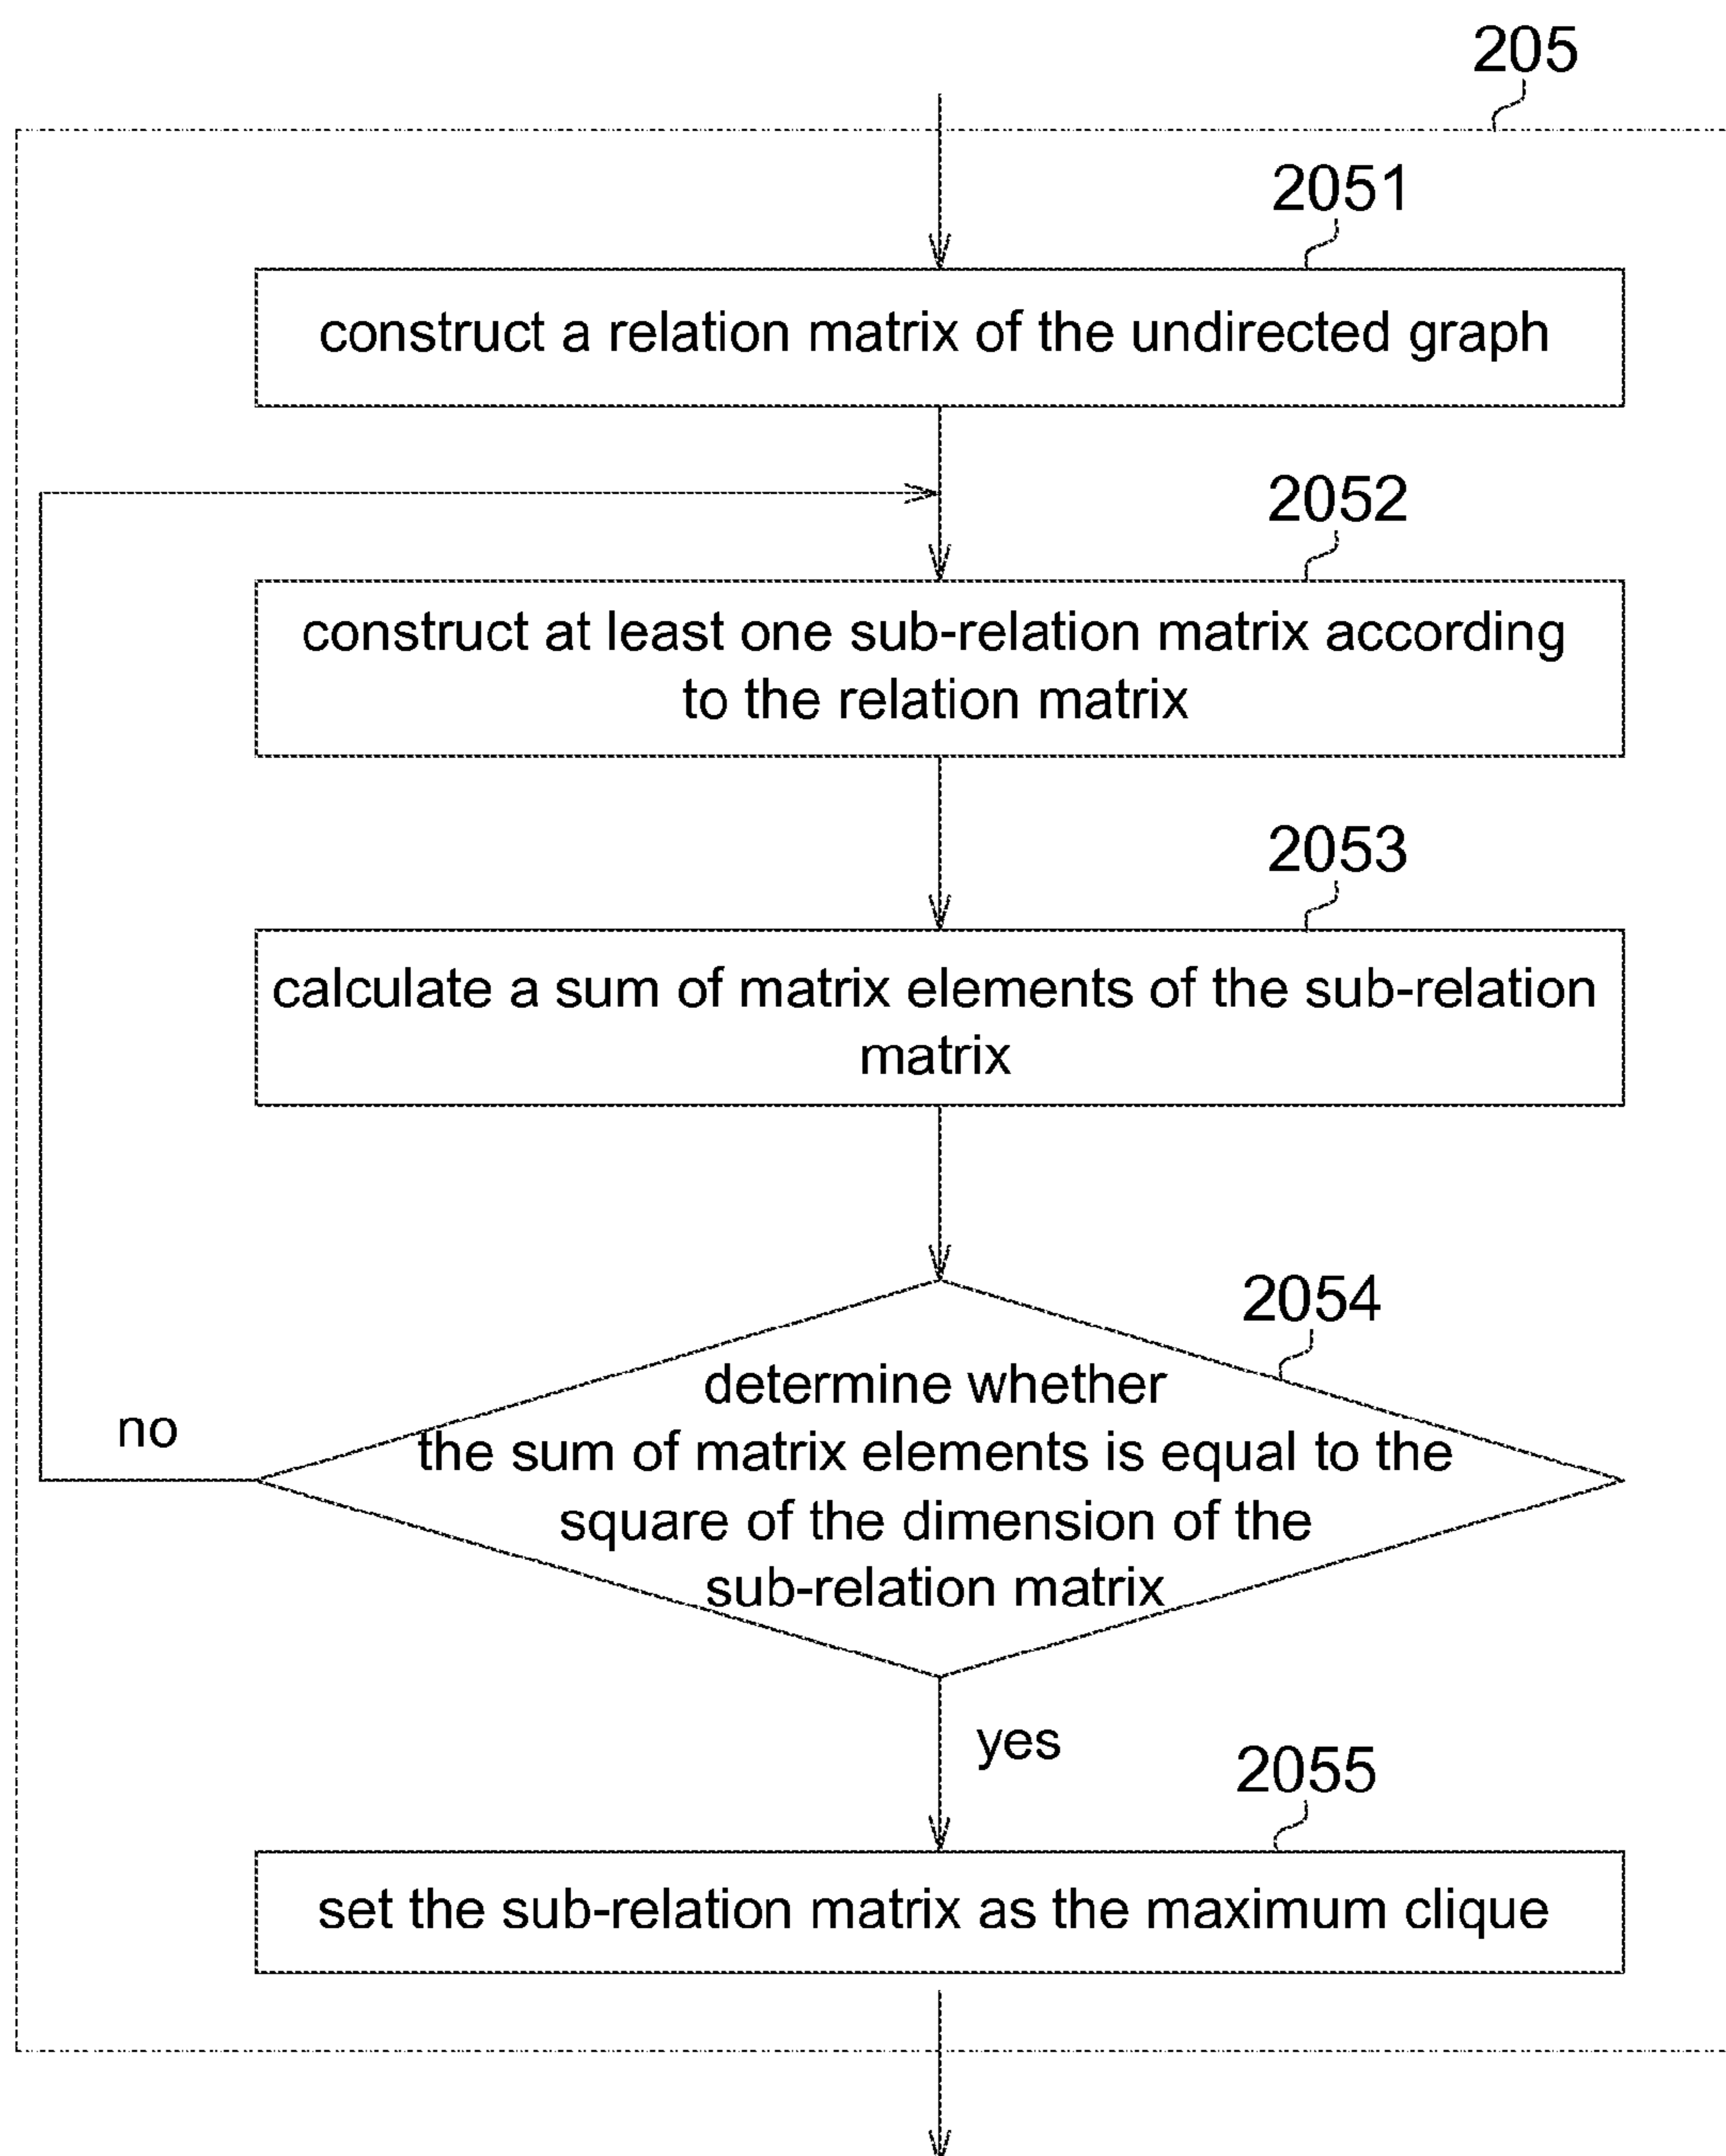 205
2051
construct a relation matrix of the undirected graph
2052
construct at least one sub-relation matrix according
to the relation matrix
2053
calculate a sum of matrix elements of the sub-relation
matrix
2054
determine whether
the sum of matrix elements is equal to the
square of the dimension of the
sub-relation matrix
no
yes
2055
set the sub-relation matrix as the maximum clique